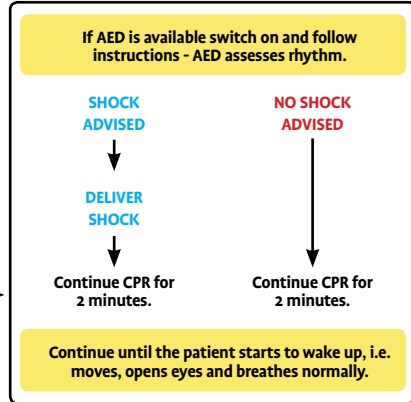 If AED is available switch on and follow
instructions - AED assesses rhythm.
SHOCK
ADVISED
DELIVER
SHOCK
Continue CPR for
2 minutes.
NO SHOCK
ADVISED
Continue CPR for
2 minutes.
Continue until the patient starts to wake up, i.e.
moves, opens eyes and breathes normally.